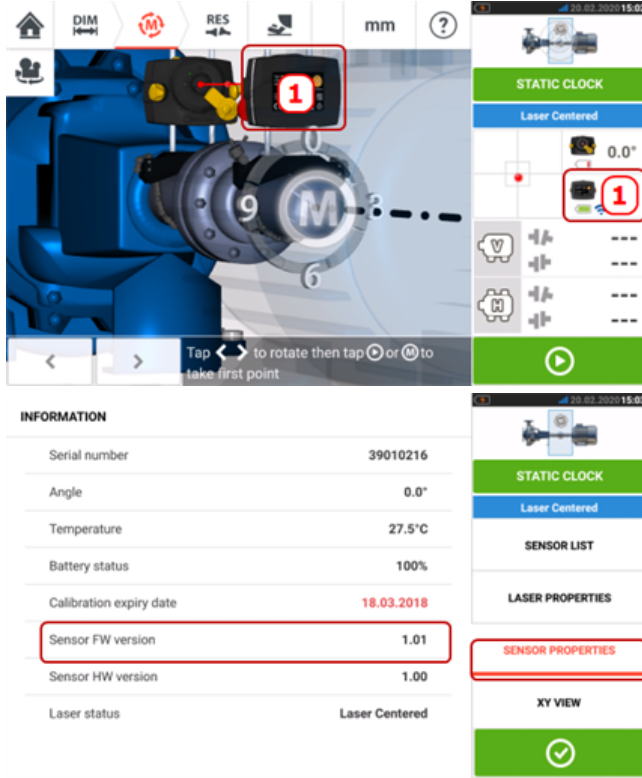 DIM
M
RES
mm
?
20.02.2020 15:03
1
0
9
M
3
6
Tap < > to rotate then tap or M to
take first point
STATIC CLOCK
Laser Centered
0.0°
1
V
---
---
H
---
---
INFORMATION
Serial number 39010216
Angle 0.0°
Temperature 27.5°C
Battery status 100%
Calibration expiry date 18.03.2018
Sensor FW version 1.01
Sensor HW version 1.00
Laser status Laser Centered
20.02.2020 15:03
STATIC CLOCK
Laser Centered
SENSOR LIST
LASER PROPERTIES
SENSOR PROPERTIES
XY VIEW